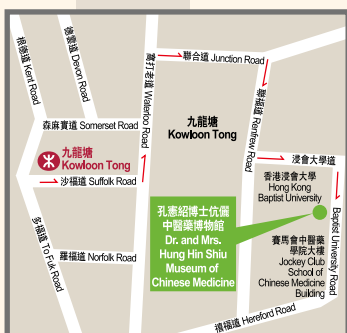 根德道 Kent Road
德雲道 Devon Road
窩打老道 Waterloo Road
聯合道 Junction Road
聯福道 Renfrew Road
九龍塘
Kowloon Tong
森麻實道 Somerset Road
九龍塘
Kowloon Tong
沙福道 Suffolk Road
多福道 To Fuk Road
羅福道 Norfolk Road
浸會大學道
Baptist University Road
香港浸會大學
Hong Kong
Baptist University
孔憲紹博士伉儷
中醫藥博物館
Dr. and Mrs.
Hung Hin Shiu
Museum of
Chinese Medicine
賽馬會中醫藥
學院大樓
Jockey Club
School of
Chinese Medicine
Building
禧福道 Hereford Road